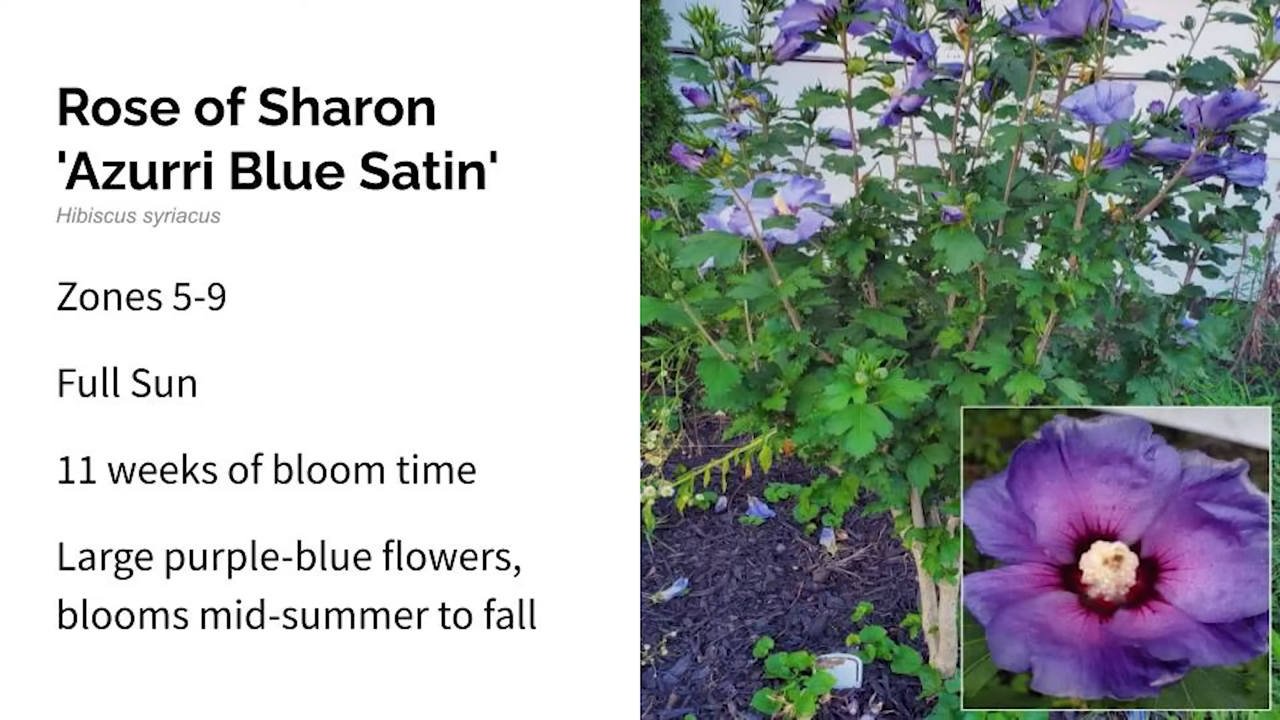 Rose of Sharon
'Azurri Blue Satin'
Hibiscus syriacus
Zones 5-9
Full Sun
11 weeks of bloom time
Large purple-blue flowers,
blooms mid-summer to fall